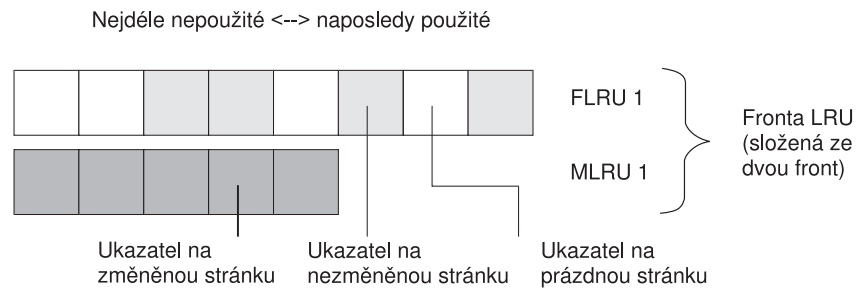 Nejdéle nepoužité <--> naposledy použité
FLRU 1
MLRU 1
Fronta LRU
(složená ze
dvou front)
Ukazatel na
změněnou stránku
Ukazatel na
nezměněnou stránku
Ukazatel na
prázdnou stránku